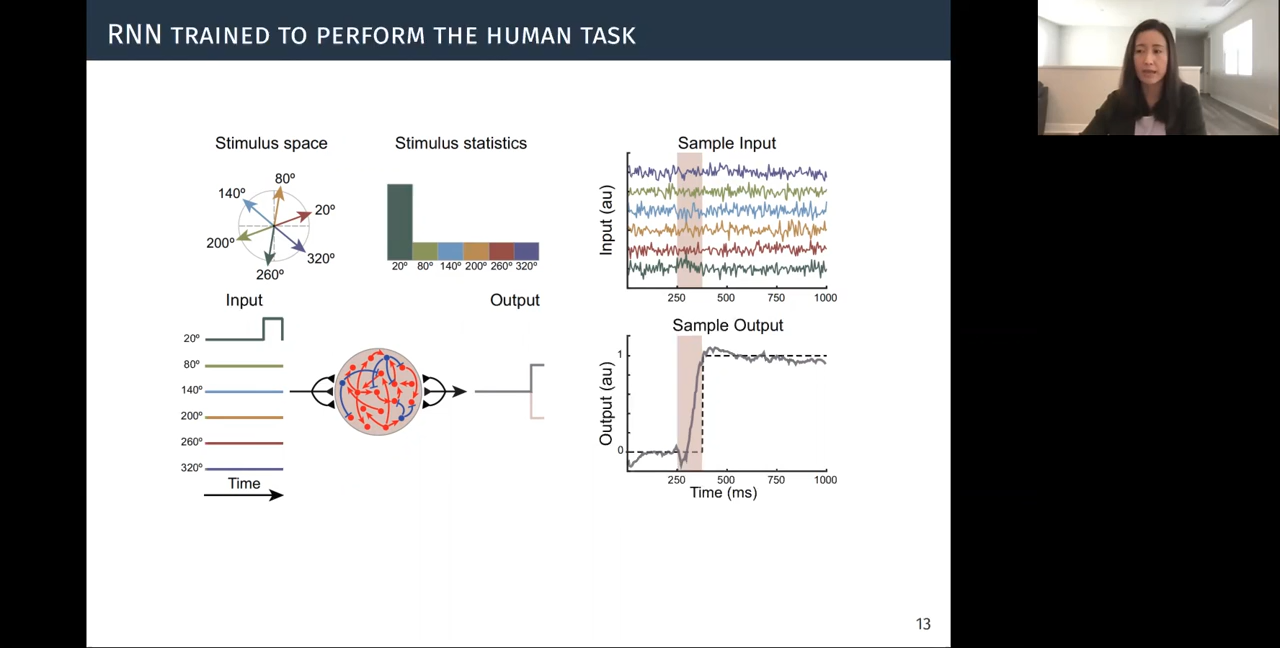 RNN TRAINED TO PERFORM THE HUMAN TASK
Stimulus space
80º
140º
20º
200º
320º
260º
Stimulus statistics
20º 80º 140º 200º 260º 320º
Input
Output
20º
80º
140º
200º
260º
320º
Time
Sample Input
Input (au)
250 500 750 1000
Sample Output
Output (au)
1
0
250 500 750 1000
Time (ms)
13